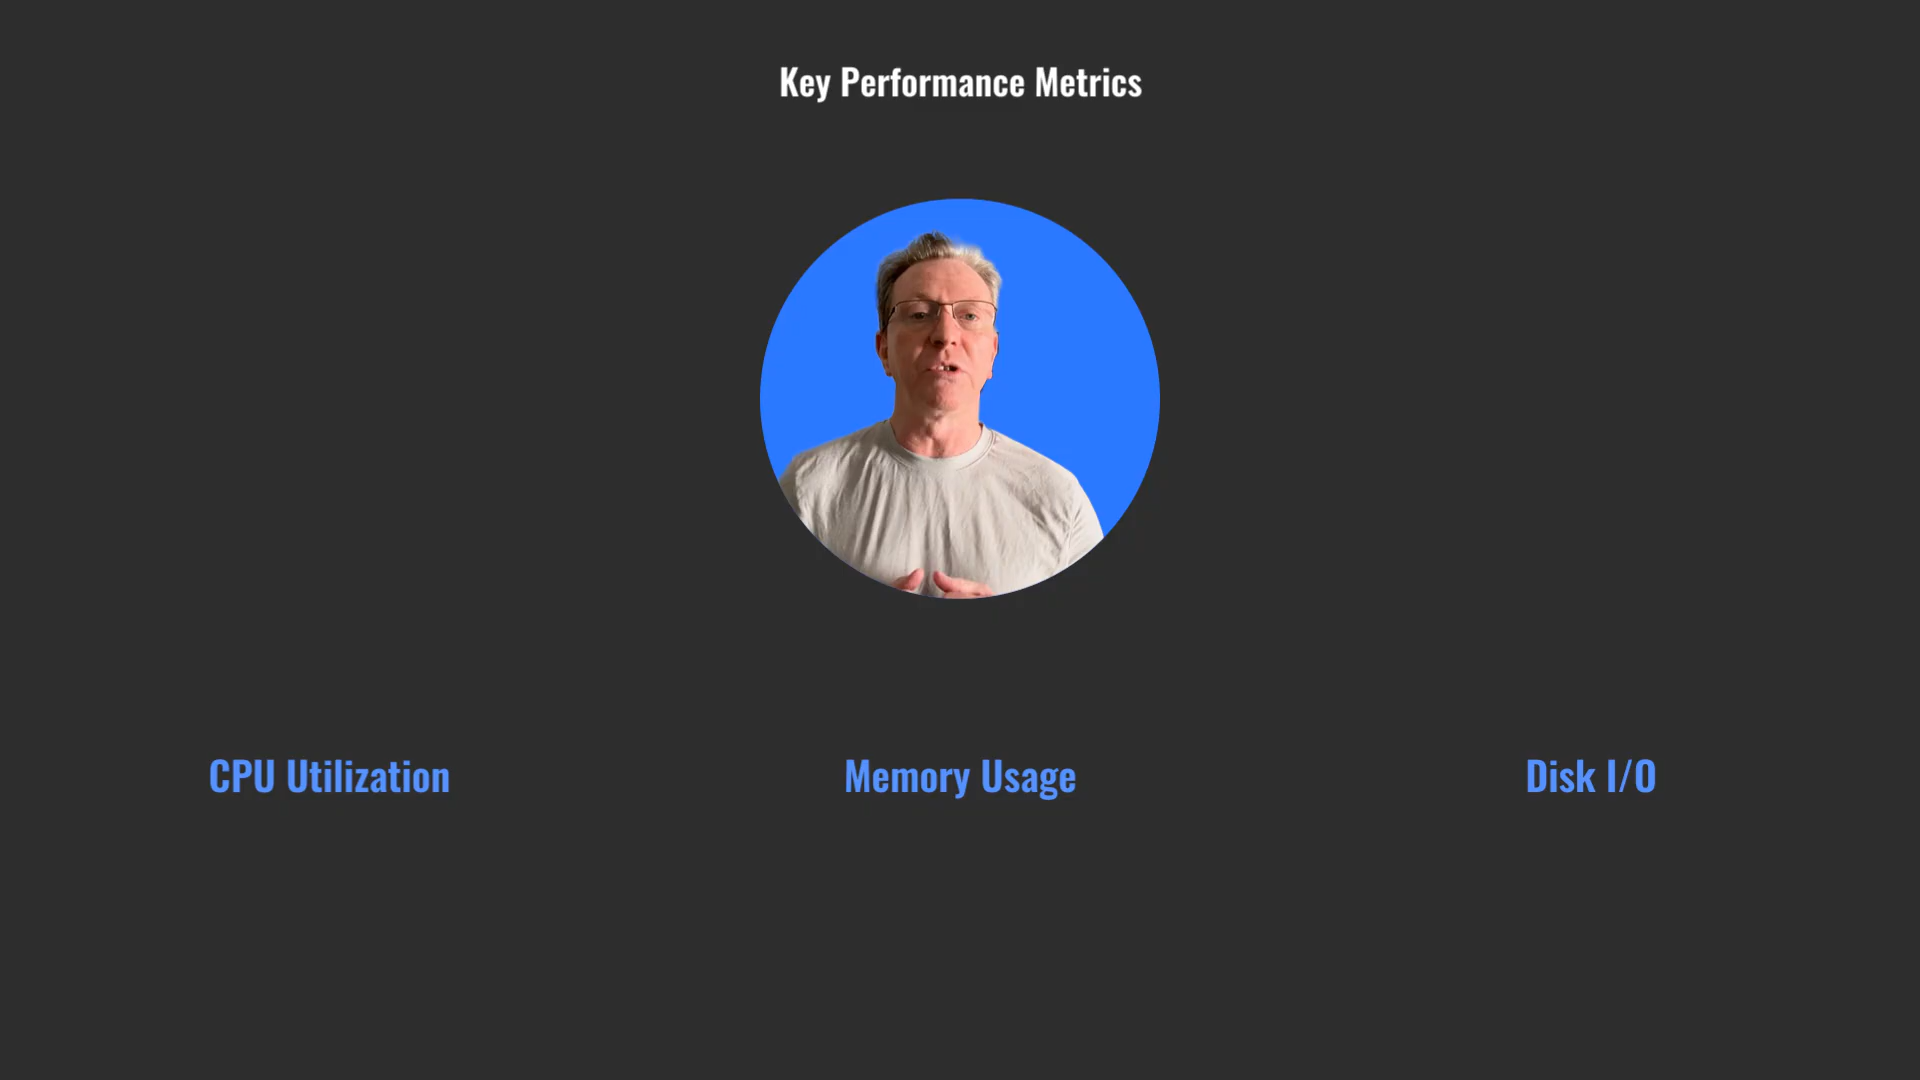 Key Performance Metrics
CPU Utilization
Memory Usage
Disk I/O